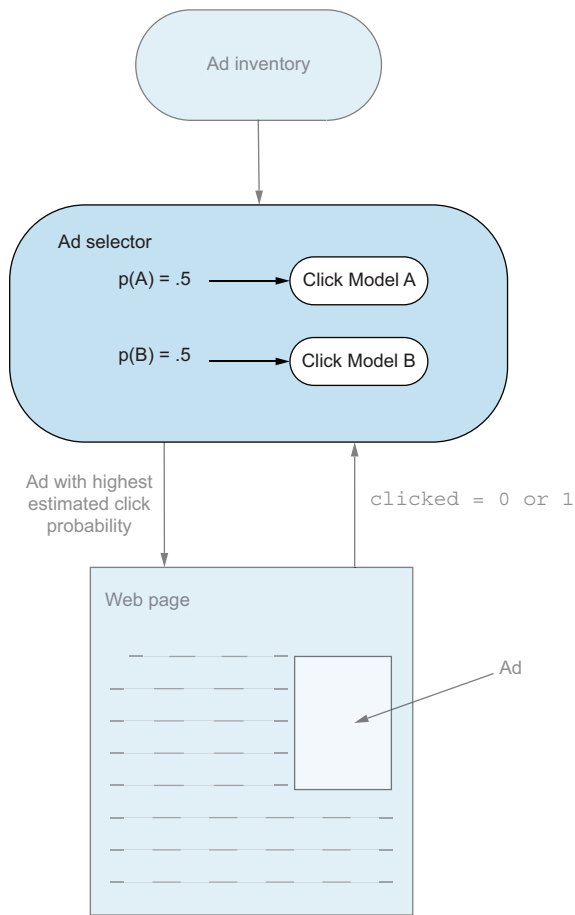 Ad inventory
Ad selector
p(A) = .5
Click Model A
p(B) = .5
Click Model B
Ad with highest
estimated click
probability
clicked = 0 or 1
Web page
Ad